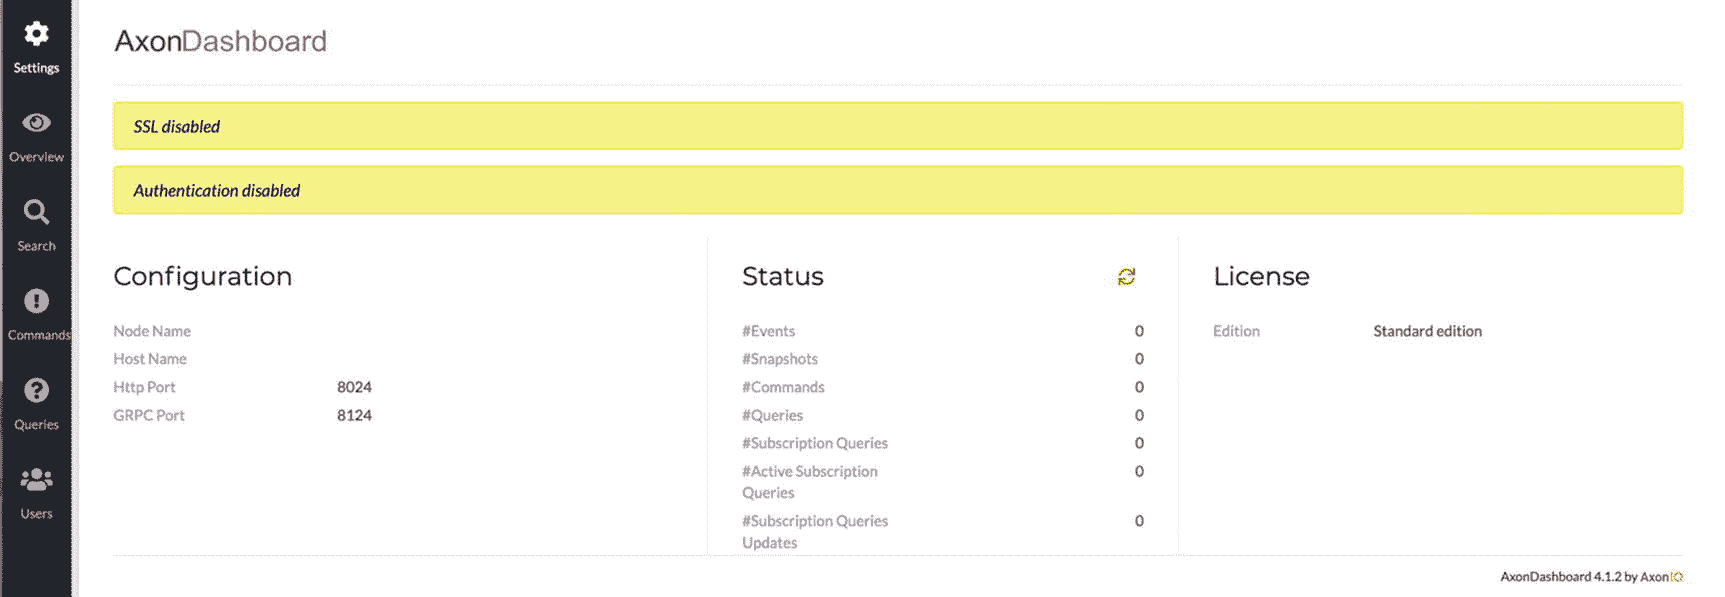 Settings
Overview
Search
Commands
Queries
Users
AxonDashboard
SSL disabled
Authentication disabled
Configuration
Node Name
Host Name
Http Port 8024
GRPC Port 8124
Status
#Events 0
#Snapshots 0
#Commands 0
#Queries 0
#Subscription Queries 0
#Active Subscription 0
Queries
#Subscription Queries 0
Updates
License
Edition Standard edition
AxonDashboard 4.1.2 by AxonIQ